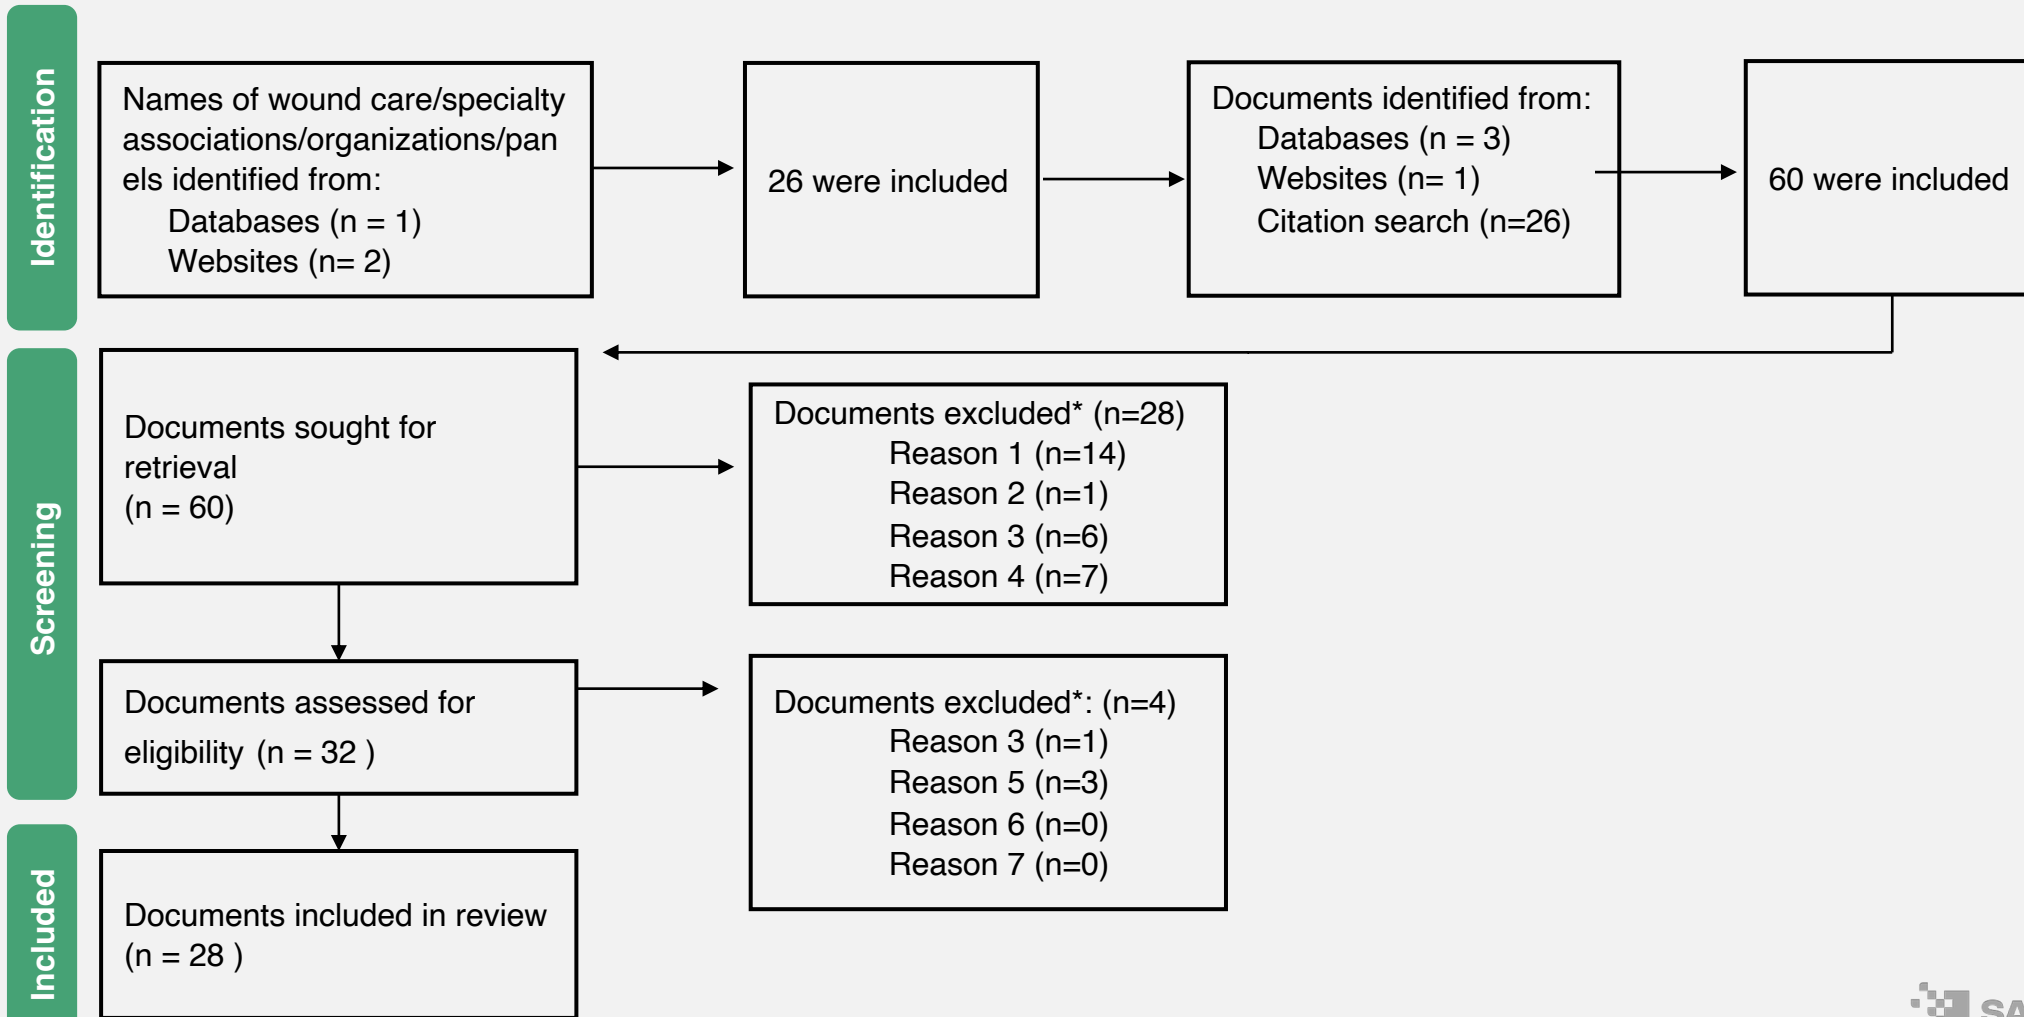 Identification
Names of wound care/specialty
associations/organizations/pan
els identified from:
Databases (n = 1)
Websites (n= 2)
26 were included
Documents identified from:
Databases (n = 3)
Websites (n= 1)
Citation search (n=26)
60 were included
Screening
Documents sought for
retrieval
(n = 60)
Documents excluded* (n=28)
Reason 1 (n=14)
Reason 2 (n=1)
Reason 3 (n=6)
Reason 4 (n=7)
Documents assessed for
eligibility (n = 32 )
Documents excluded*: (n=4)
Reason 3 (n=1)
Reason 5 (n=3)
Reason 6 (n=0)
Reason 7 (n=0)
Included
Documents included in review
(n = 28 )